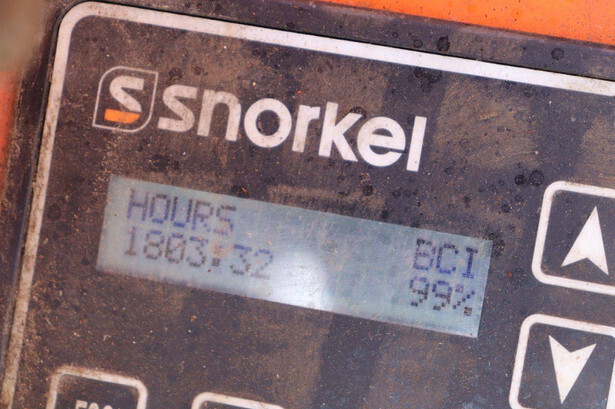 snorkel
HOURS BCI
1803:32 99%